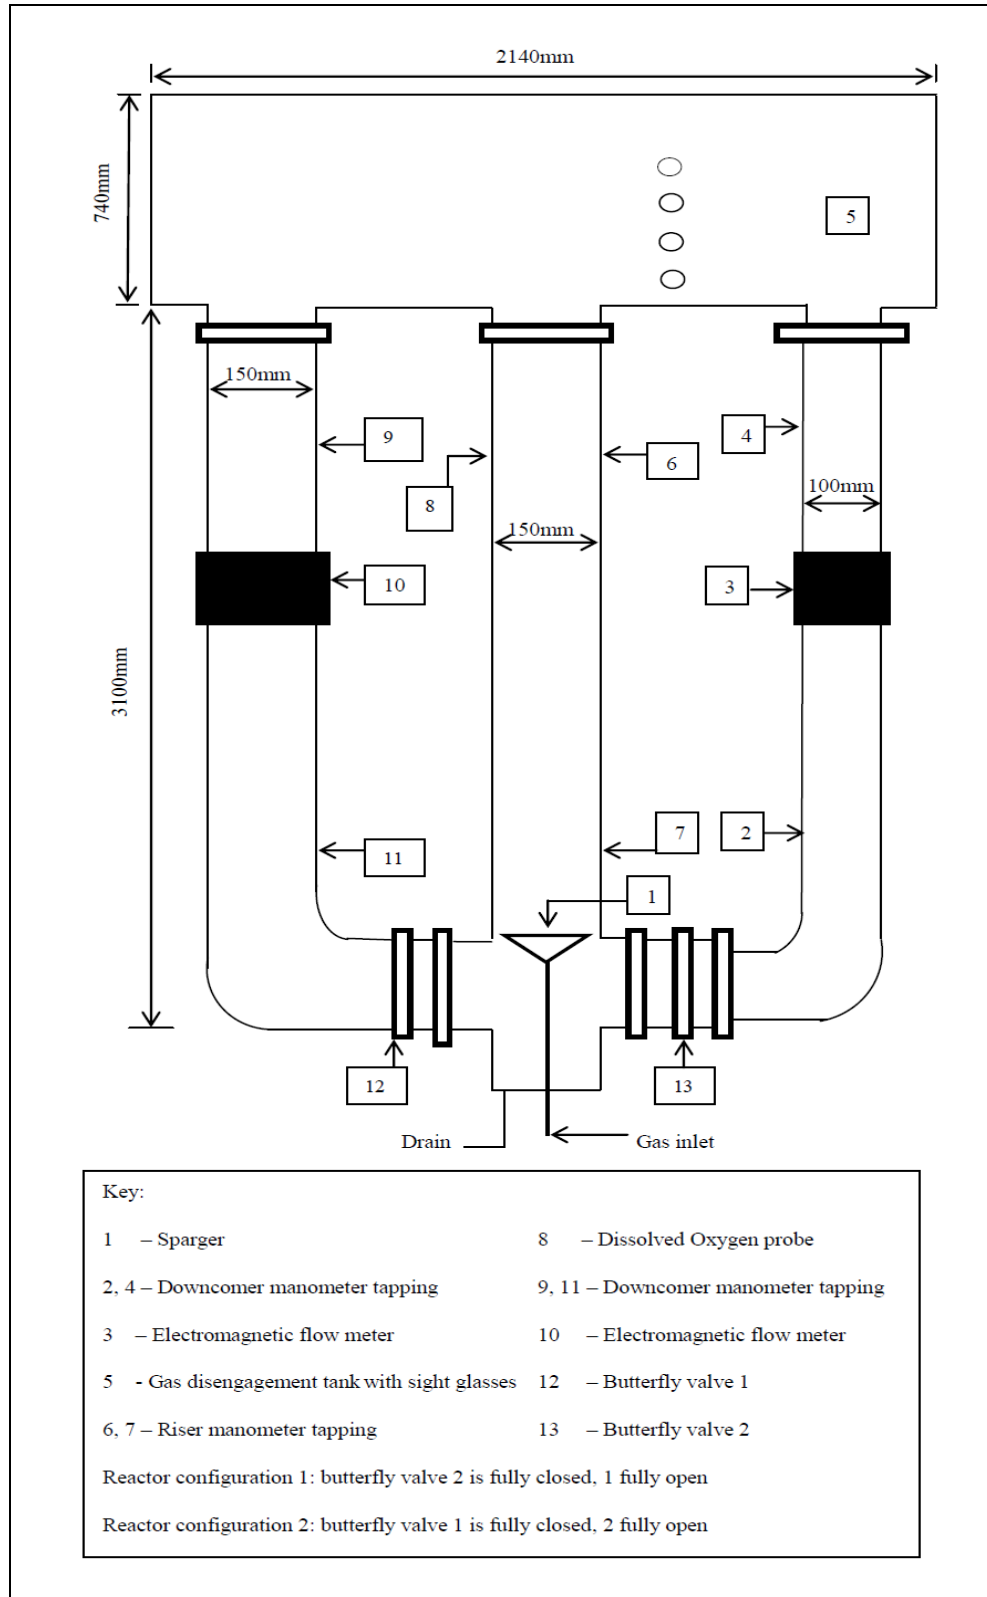 2140mm
740mm
5
150mm
9
4
6
8
100mm
150mm
10
3
3100mm
7
2
11
1
12
13
Drain
Gas inlet
Key:
1 – Sparger
8 – Dissolved Oxygen probe
2, 4 – Downcomer manometer tapping
9, 11 – Downcomer manometer tapping
3 – Electromagnetic flow meter
10 – Electromagnetic flow meter
5 - Gas disengagement tank with sight glasses
12 – Butterfly valve 1
6, 7 – Riser manometer tapping
13 – Butterfly valve 2
Reactor configuration 1: butterfly valve 2 is fully closed, 1 fully open
Reactor configuration 2: butterfly valve 1 is fully closed, 2 fully open